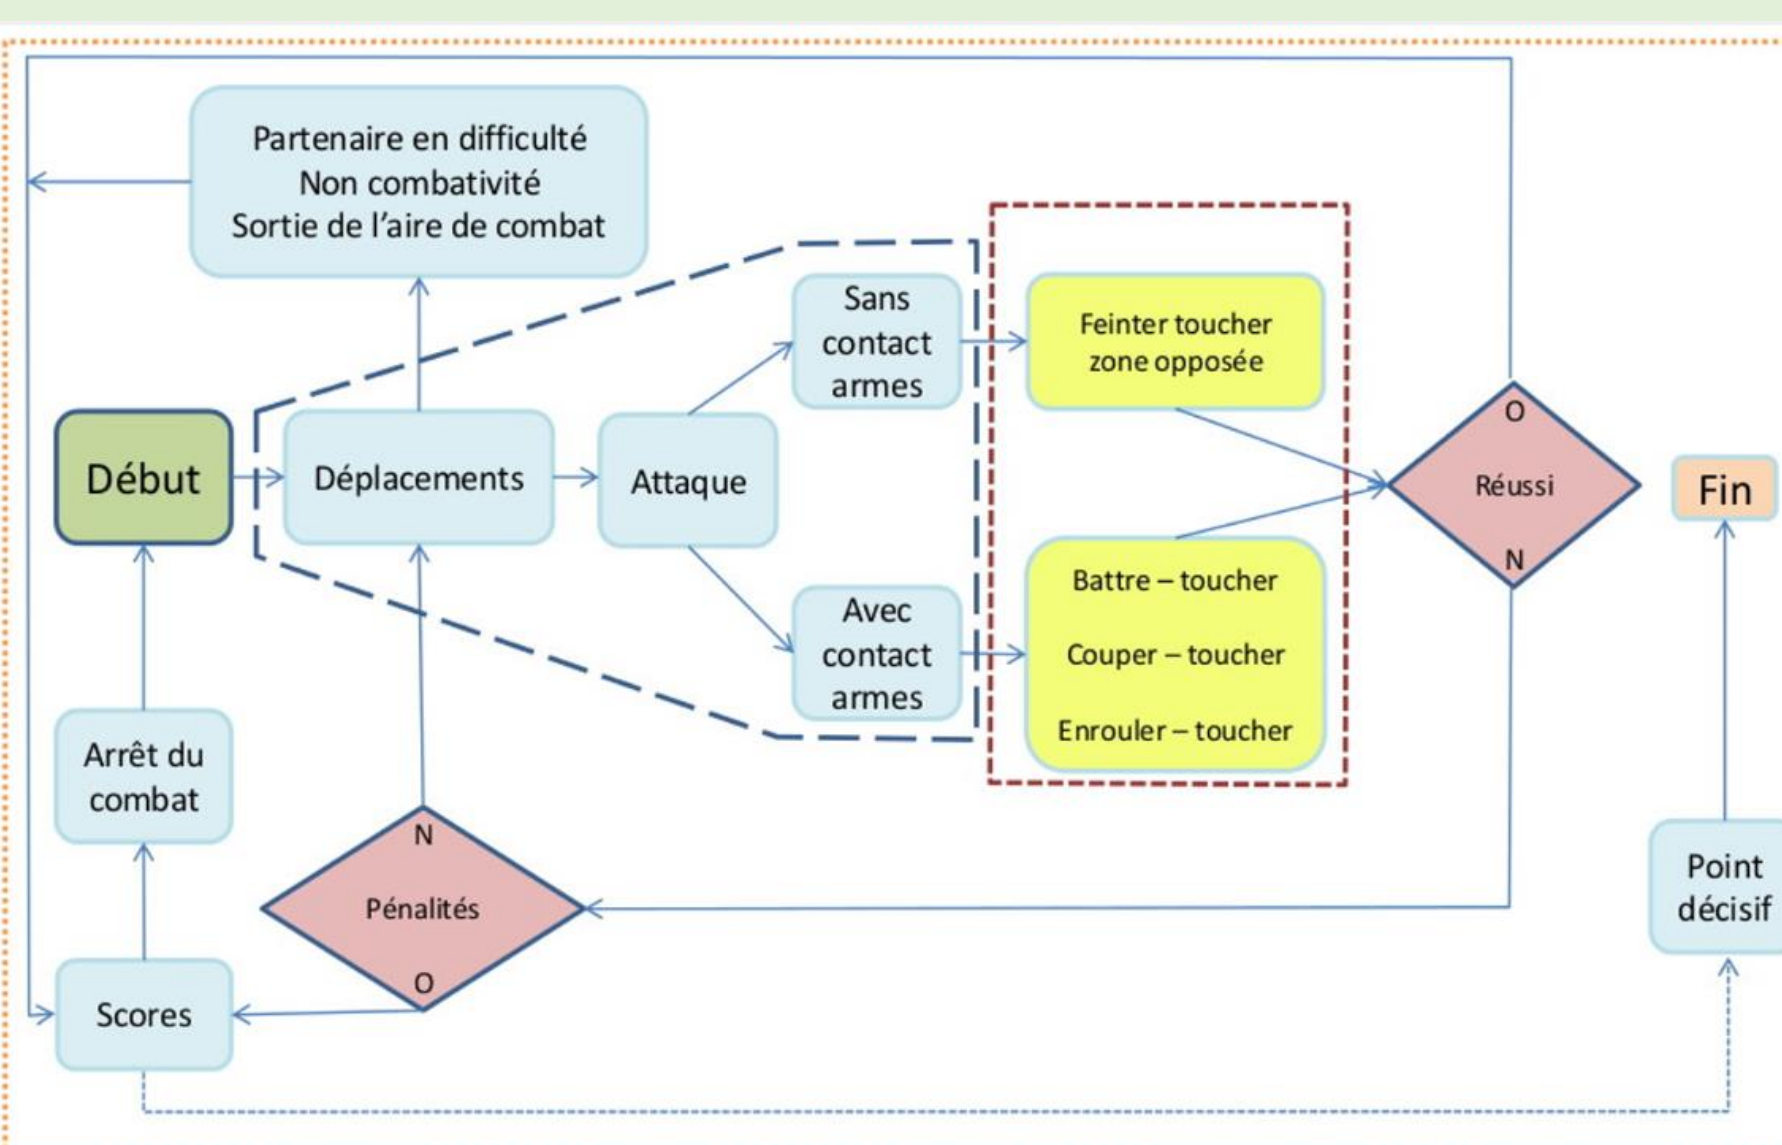 Partenaire en difficulté
Non combativité
Sortie de l’aire de combat
Sans
contact
armes
Feinter toucher
zone opposée
Début
Déplacements
Attaque
O
Réussi
N
Fin
Avec
contact
armes
Battre – toucher
Couper – toucher
Enrouler – toucher
Arrêt du
combat
N
Pénalités
O
Point
décisif
Scores